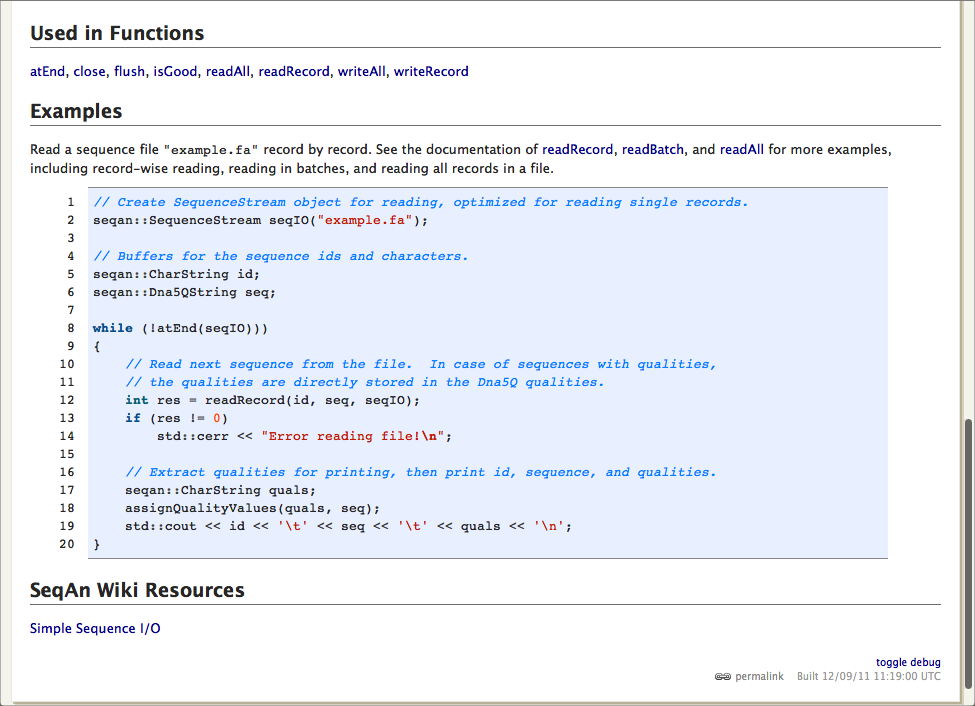 Used in Functions
atEnd, close, flush, isGood, readAll, readRecord, writeAll, writeRecord
Examples
Read a sequence file "example.fa" record by record. See the documentation of readRecord, readBatch, and readAll for more examples,
including record-wise reading, reading in batches, and reading all records in a file.
1 // Create SequenceStream object for reading, optimized for reading single records.
2 seqan::SequenceStream seqIO("example.fa");
3
4 // Buffers for the sequence ids and characters.
5 seqan::CharString id;
6 seqan::Dna5QString seq;
7
8 while (!atEnd(seqIO)))
9 {
10     // Read next sequence from the file.  In case of sequences with qualities,
11     // the qualities are directly stored in the Dna5Q qualities.
12     int res = readRecord(id, seq, seqIO);
13     if (res != 0)
14         std::cerr << "Error reading file!\n";
15
16     // Extract qualities for printing, then print id, sequence, and qualities.
17     seqan::CharString quals;
18     assignQualityValues(quals, seq);
19     std::cout << id << '\t' << seq << '\t' << quals << '\n';
20 }
SeqAn Wiki Resources
Simple Sequence I/O
toggle debug
permalink Built 12/09/11 11:19:00 UTC